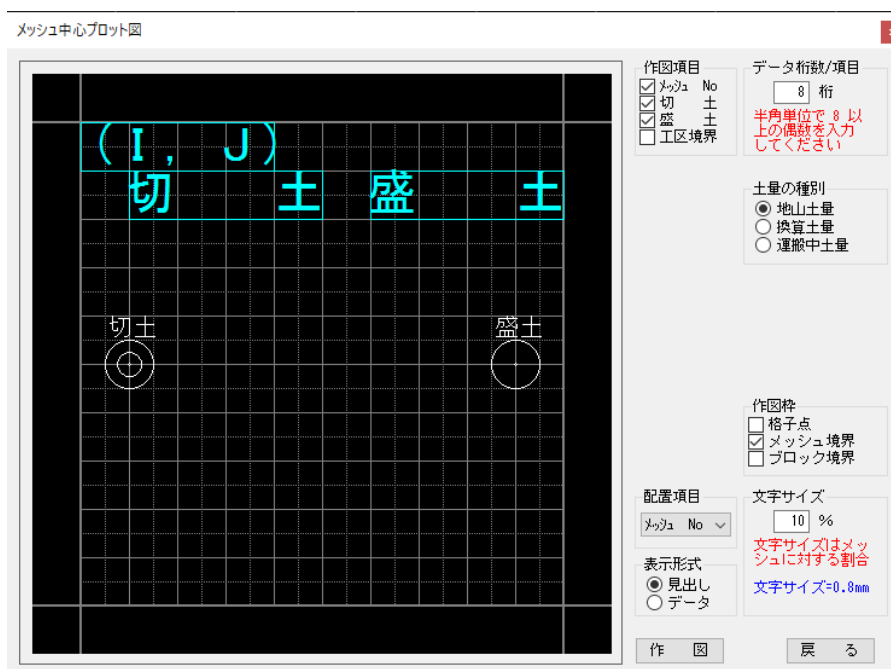 メッシュ中心プロット図
作図項目
ﾒｯｼｭ No
切 土
盛 土
工区境界
データ桁数/項目
8 桁
半角単位で 8 以
上の偶数を入力
してください
(I, J)
切 土 盛 土
土量の種別
地山土量
換算土量
運搬中土量
切土
盛土
作図枠
格子点
メッシュ境界
ブロック境界
配置項目
ﾒｯｼｭ No
文字サイズ
10 %
文字サイズはメッ
シュに対する割合
文字サイズ=0.8mm
表示形式
見出し
データ
作 図
戻 る